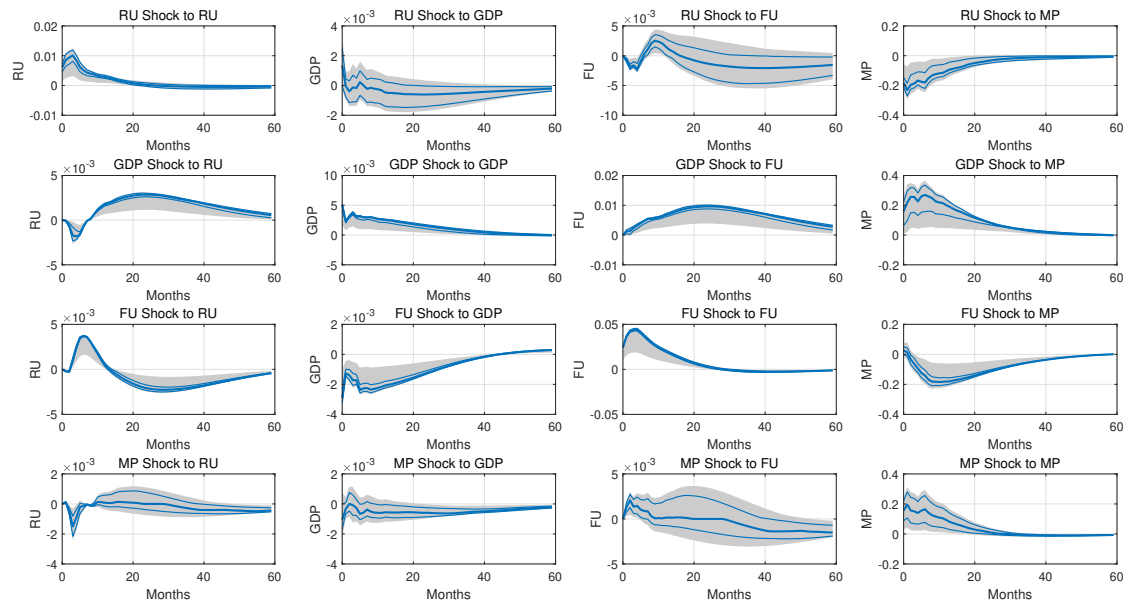 RU Shock to RU
0.02
0.01
0
-0.01
RU
0 20 40 60
Months
RU Shock to GDP
×10-3
4
2
0
-2
GDP
0 20 40 60
Months
RU Shock to FU
×10-3
5
0
-5
-10
FU
0 20 40 60
Months
RU Shock to MP
0.2
0
-0.2
-0.4
MP
0 20 40 60
Months
GDP Shock to RU
×10-3
5
0
-5
RU
0 20 40 60
Months
GDP Shock to GDP
×10-3
10
5
0
-5
GDP
0 20 40 60
Months
GDP Shock to FU
0.02
0.01
0
-0.01
FU
0 20 40 60
Months
GDP Shock to MP
0.4
0.2
0
-0.2
MP
0 20 40 60
Months
FU Shock to RU
×10-3
5
0
-5
RU
0 20 40 60
Months
FU Shock to GDP
×10-3
2
0
-2
-4
GDP
0 20 40 60
Months
FU Shock to FU
0.05
0
-0.05
FU
0 20 40 60
Months
FU Shock to MP
0.2
0
-0.2
-0.4
MP
0 20 40 60
Months
MP Shock to RU
×10-3
2
0
-2
-4
RU
0 20 40 60
Months
MP Shock to GDP
×10-3
2
0
-2
-4
GDP
0 20 40 60
Months
MP Shock to FU
×10-3
5
0
-5
FU
0 20 40 60
Months
MP Shock to MP
0.4
0.2
0
-0.2
MP
0 20 40 60
Months